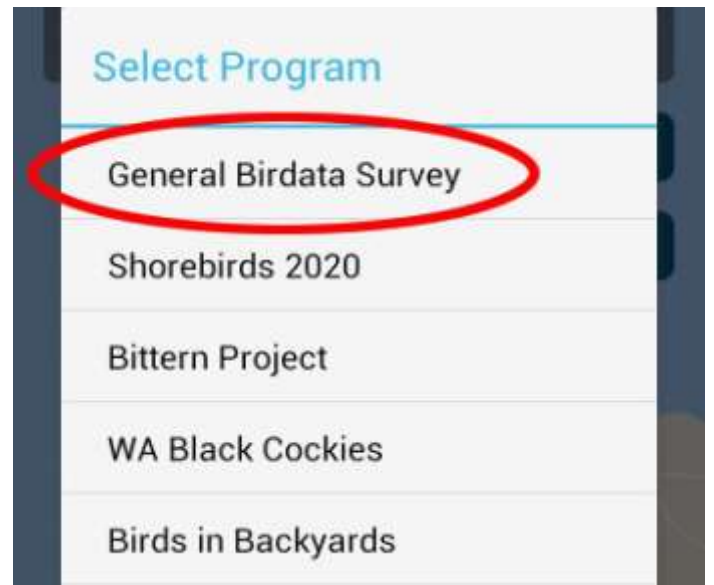 Select Program
General Birdata Survey
Shorebirds 2020
Bittern Project
WA Black Cockies
Birds in Backyards